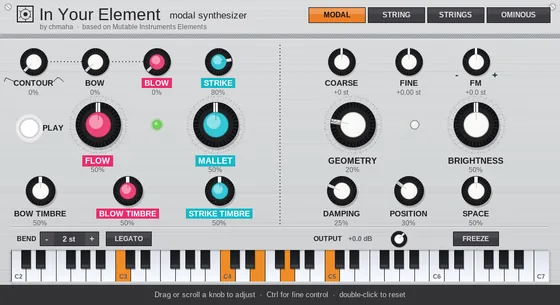 In Your Element modal synthesizer
by chmaha · based on Mutable Instruments Elements
MODAL STRING STRINGS OMINOUS
CONTOUR BOW BLOW STRIKE COARSE FINE - FM +
0% 0% 0% 80% +0 st +0.00 st +0.0 st
PLAY
FLOW MALLET GEOMETRY BRIGHTNESS
50% 50% 20% 50%
BOW TIMBRE BLOW TIMBRE STRIKE TIMBRE DAMPING POSITION SPACE
50% 50% 50% 25% 30% 50%
BEND - 2 st + LEGATO OUTPUT +0.0 dB FREEZE
C2 C3 C4 C5 C6 C7
Drag or scroll a knob to adjust · Ctrl for fine control · double-click to reset